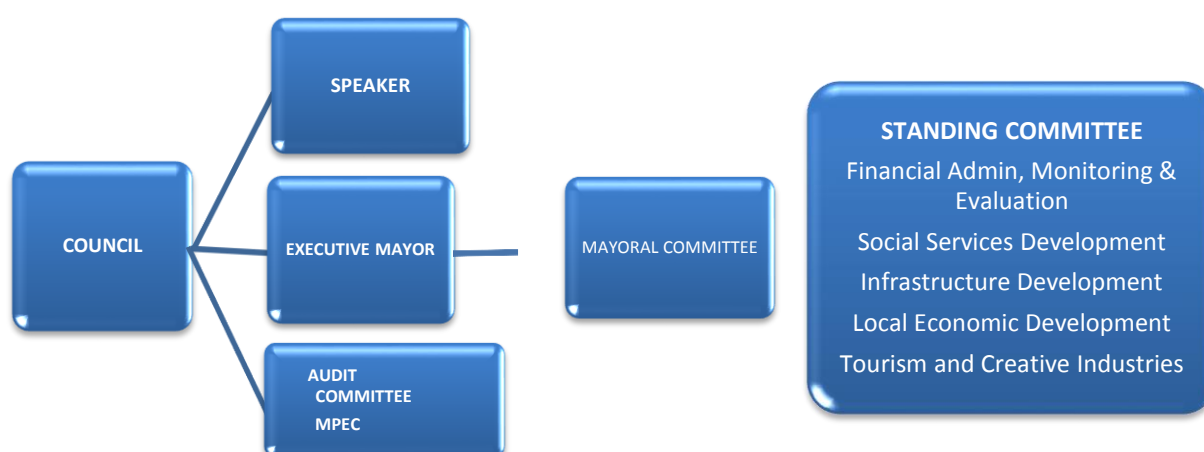 SPEAKER
COUNCIL
EXECUTIVE MAYOR
AUDIT
COMMITTEE
MPEC
MAYORAL COMMITTEE
STANDING COMMITTEE
Financial Admin, Monitoring &
Evaluation
Social Services Development
Infrastructure Development
Local Economic Development
Tourism and Creative Industries